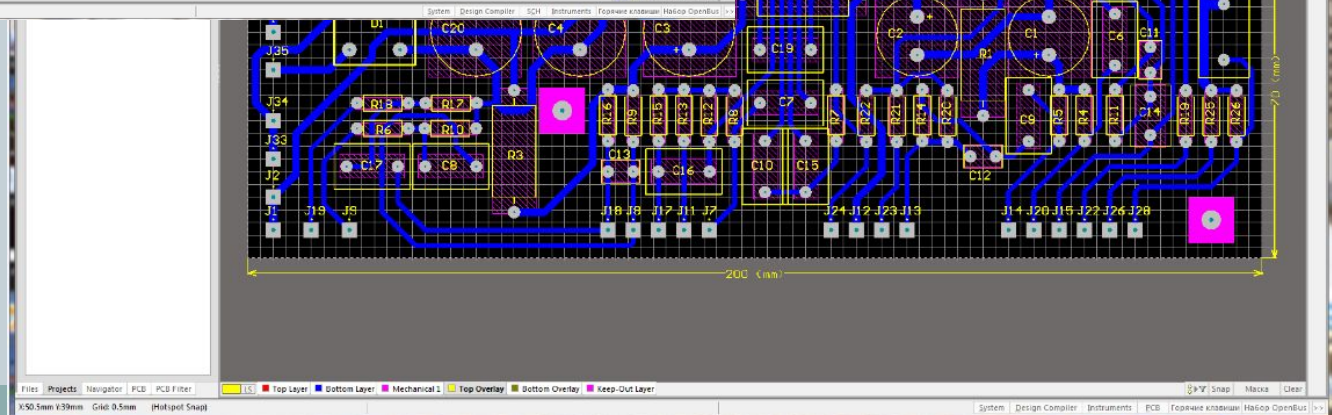 System Design Compiler SCH Instruments Горячие клавиши Набор OpenBus >>
D1 C20 C4 C3 C19 C2 R1 C1 C6 C11
J35
J34 R18 R17 R16 R9 R15 R13 R12 R8 C7 R7 R22 R21 R14 R20 C9 R5 R4 R11 C14 R19 R25 R26
R6 R10
J33
J2 C17 C8 R3 C13 C16 C10 C15 C12
J1 J19 J9 J18 J8 J17 J11 J7 J24 J12 J23 J13 J14 J20 J15 J22 J26 J28
200 (mm)
70 (mm)
Files Projects Navigator PCB PCB Filter LS Top Layer Bottom Layer Mechanical 1 Top Overlay Bottom Overlay Keep-Out Layer Snap Маска Clear
X:50.5mm Y:39mm Grid: 0.5mm (Hotspot Snap) System Design Compiler Instruments PCB Горячие клавиши Набор OpenBus >>